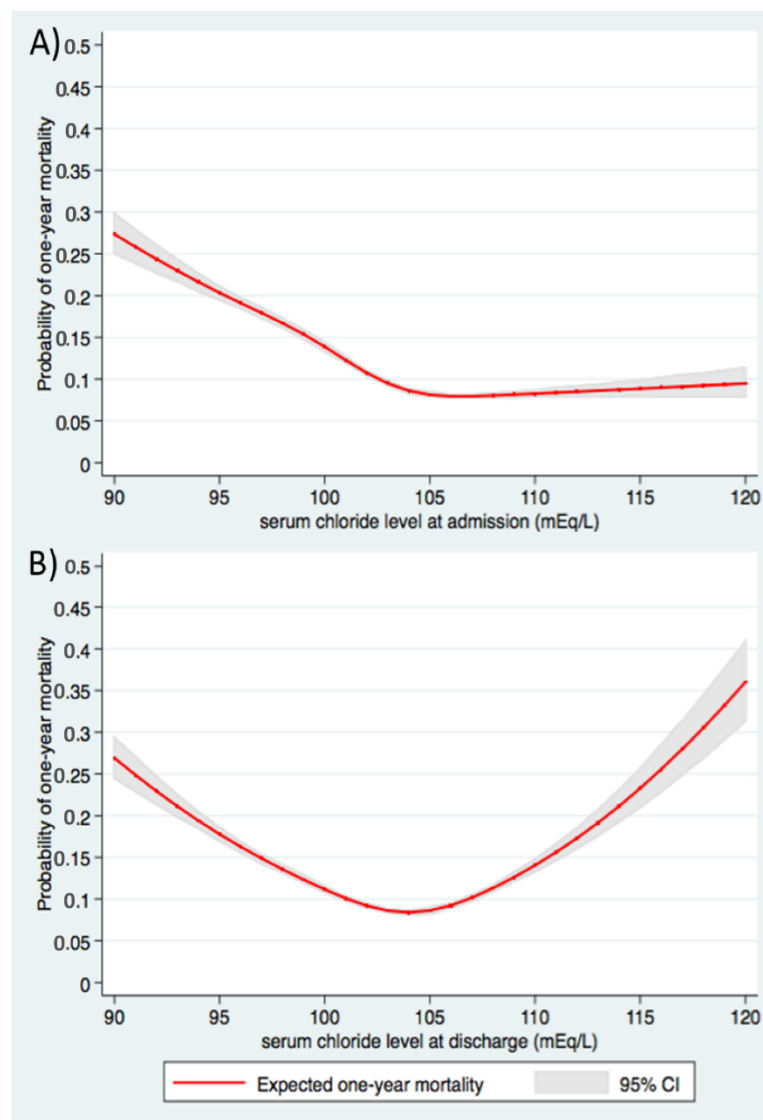 A)
Probability of one-year mortality
0.5
0.45
0.4
0.35
0.3
0.25
0.2
0.15
0.1
0.05
0
90 95 100 105 110 115 120
serum chloride level at admission (mEq/L)
B)
Probability of one-year mortality
0.5
0.45
0.4
0.35
0.3
0.25
0.2
0.15
0.1
0.05
0
90 95 100 105 110 115 120
serum chloride level at discharge (mEq/L)
Expected one-year mortality 95% CI